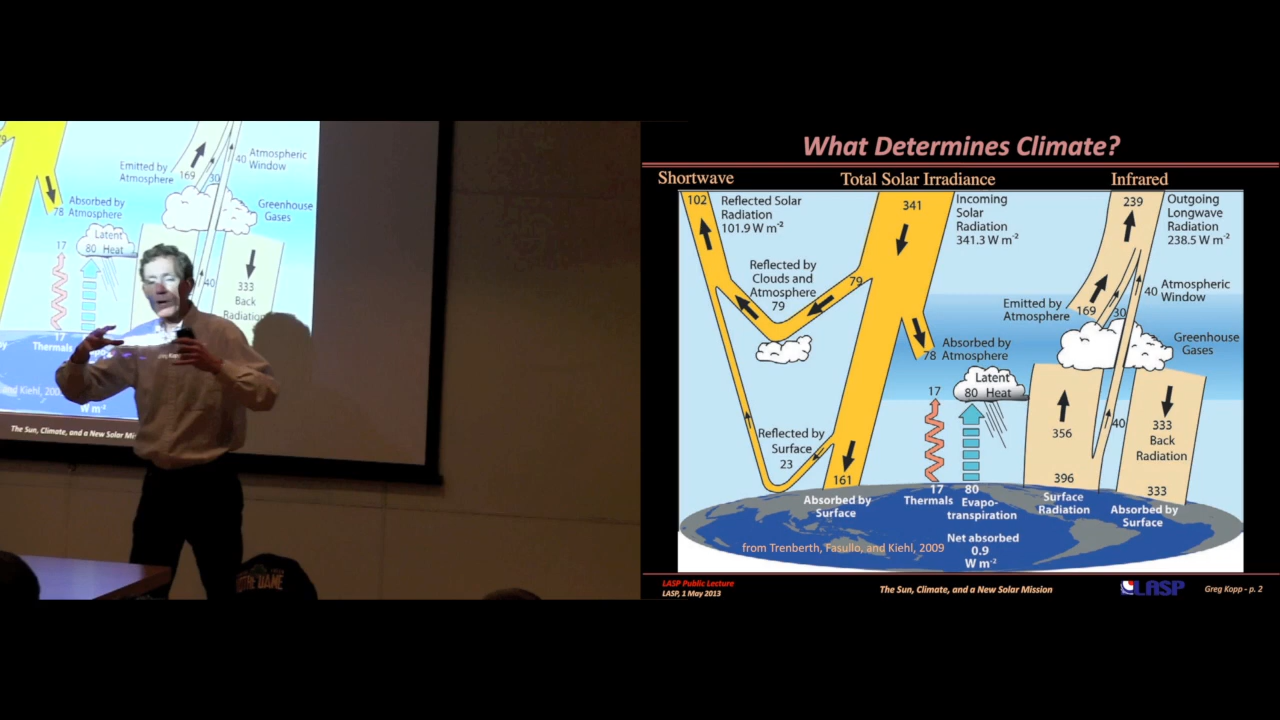 79
Emitted by
Atmosphere
169
30
40
Atmospheric
Window
78
Absorbed by
Atmosphere
Greenhouse
Gases
17
Latent
80 Heat
40
333
Back
Radiation
17
Thermals
and Kiehl, 200
W m-2
The Sun, Climate, and a New Solar Mi
NOTRE DAME
What Determines Climate?
Shortwave
Total Solar Irradiance
Infrared
102
Reflected Solar
Radiation
101.9 W m-2
341
Incoming
Solar
Radiation
341.3 W m-2
239
Outgoing
Longwave
Radiation
238.5 W m-2
Reflected by
Clouds and
Atmosphere
79
79
Emitted by
Atmosphere
169
30
40
Atmospheric
Window
78
Absorbed by
Atmosphere
Greenhouse
Gases
17
Latent
80 Heat
356
40
333
Back
Radiation
Reflected by
Surface
23
161
Absorbed by
Surface
17
Thermals
80
Evapo-
transpiration
396
Surface
Radiation
333
Absorbed by
Surface
from Trenberth, Fasullo, and Kiehl, 2009
Net absorbed
0.9
W m-2
LASP Public Lecture
LASP, 1 May 2013
The Sun, Climate, and a New Solar Mission
LASP
Greg Kopp - p. 2